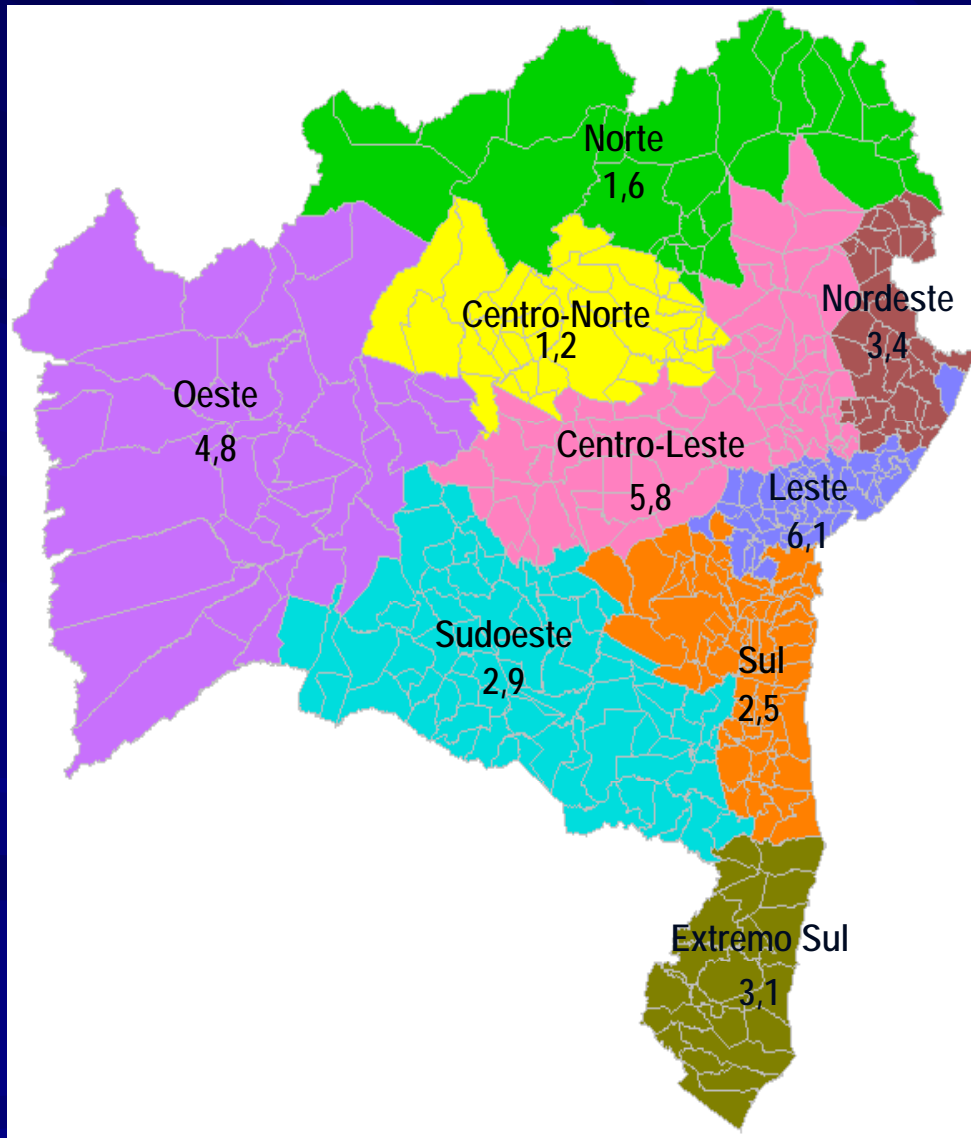 Norte
1,6
Nordeste
3,4
Centro-Norte
1,2
Oeste
4,8
Centro-Leste
5,8
Leste
6,1
Sudoeste
2,9
Sul
2,5
Extremo Sul
3,1